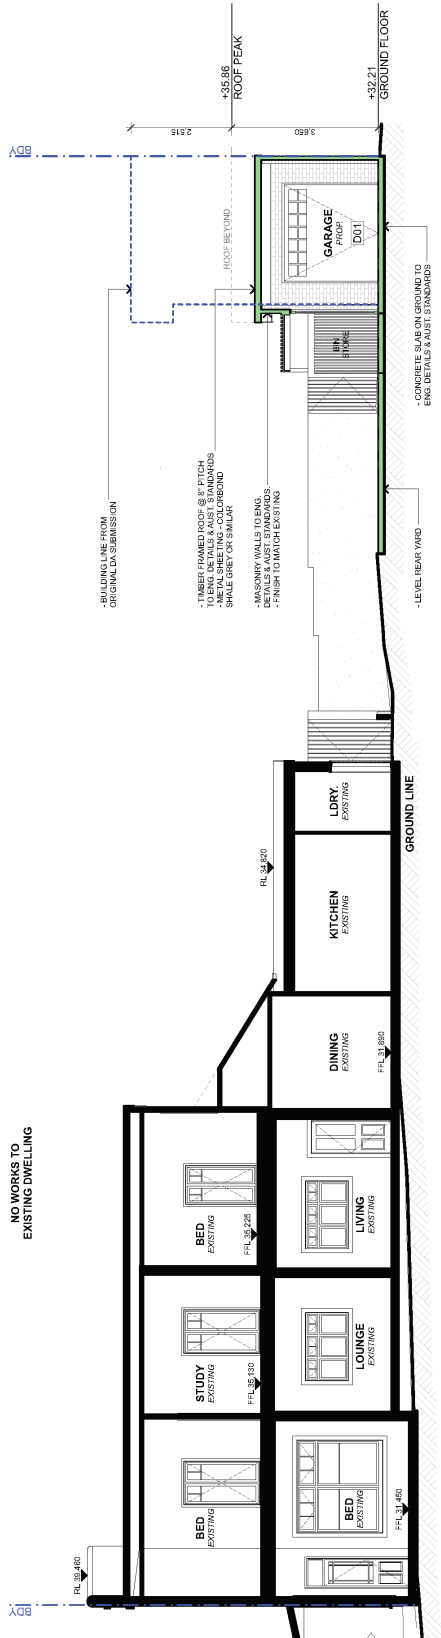 NO WORKS TO
EXISTING DWELLING
BDY
RL 39.460
BED
EXISTING
STUDY
EXISTING
FFL 35.130
BED
EXISTING
FFL 35.225
BED
EXISTING
FFL 31.450
LOUNGE
EXISTING
LIVING
EXISTING
DINING
EXISTING
FFL 31.890
KITCHEN
EXISTING
RL 34.820
LDRY.
EXISTING
GROUND LINE
- BUILDING LINE FROM
ORIGINAL DA SUBMISSION
- TIMBER FRAMED ROOF @ 8° PITCH
TO ENG. DETAILS & AUST. STANDARDS
- METAL SHEETING - COLORBOND
SHALE GREY OR SIMILAR
- MASONRY WALLS TO ENG.
DETAILS & AUST. STANDARDS.
- FINISH TO MATCH EXISTING
- LEVEL REAR YARD
- CONCRETE SLAB ON GROUND TO
ENG. DETAILS & AUST. STANDARDS
BIN
STORE
GARAGE
PROP.
D01
ROOF BEYOND
BDY
2,515
3,650
+35.86
ROOF PEAK
+32.21
GROUND FLOOR